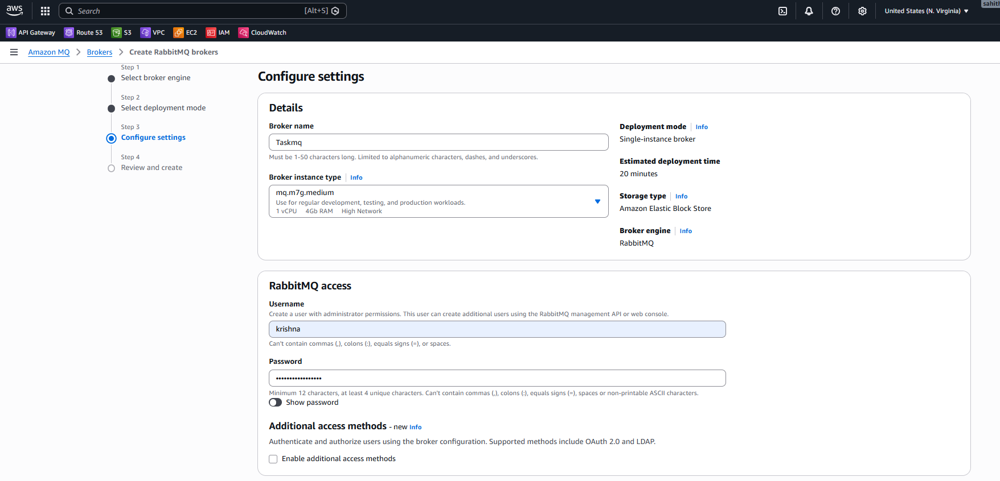 aws
Search [Alt+S]
United States (N. Virginia)
sahith
API Gateway Route 53 S3 VPC EC2 IAM CloudWatch
Amazon MQ Brokers Create RabbitMQ brokers
Step 1
Select broker engine
Step 2
Select deployment mode
Step 3
Configure settings
Step 4
Review and create
Configure settings
Details
Broker name
Taskmq
Must be 1-50 characters long. Limited to alphanumeric characters, dashes, and underscores.
Broker instance type Info
mq.m7g.medium
Use for regular development, testing, and production workloads.
1 vCPU 4Gb RAM High Network
Deployment mode Info
Single-instance broker
Estimated deployment time
20 minutes
Storage type Info
Amazon Elastic Block Store
Broker engine Info
RabbitMQ
RabbitMQ access
Username
Create a user with administrator permissions. This user can create additional users using the RabbitMQ management API or web console.
krishna
Can't contain commas (,), colons (:), equals signs (=), or spaces.
Password
•••••••••••••••••
Minimum 12 characters, at least 4 unique characters. Can't contain commas (,), colons (:), equals signs (=), spaces or non-printable ASCII characters.
Show password
Additional access methods - new Info
Authenticate and authorize users using the broker configuration. Supported methods include OAuth 2.0 and LDAP.
Enable additional access methods